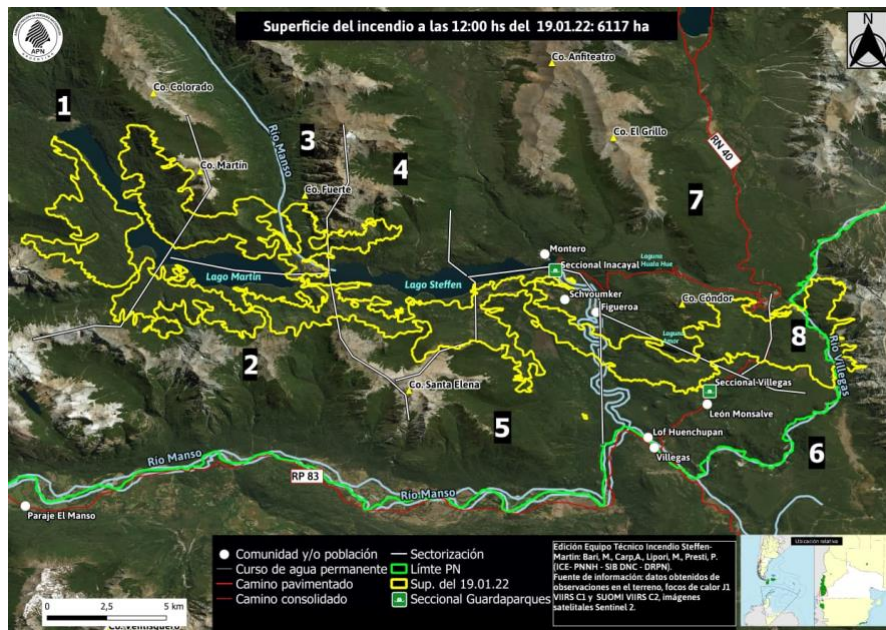 Superficie del incendio a las 12:00 hs del 19.01.22: 6117 ha
APN
N
Co. Anfiteatro
Co. Colorado
1
Río Manso
3
Co. El Grillo
RN 40
4
Co. Martín
Co. Fuerte
7
Montero
Seccional Inacayal
Laguna
Huala Hue
Lago Martín
Lago Steffen
Schvoumker
Figueroa
Co. Cóndor
8
Río Villegas
2
Seccional Villegas
Co. Santa Elena
León Monsalve
5
Lof Huenchupan
Villegas
6
Río Manso
RP 83
Río Manso
Paraje El Manso
Comunidad y/o población
Curso de agua permanente
Camino pavimentado
Camino consolidado
Sectorización
Límte PN
Sup. del 19.01.22
Seccional Guardaparques
Edición Equipo Técnico Incendio Steffen-
Martin: Bari, M., Carp,A., Lipori, M., Presti, P.
(ICE- PNNH - SIB DNC - DRPN).
Fuente de información: datos obtenidos de
observaciones en el terreno, focos de calor J1
VIIRS C1 y SUOMI VIIRS C2, imágenes
satelitales Sentinel 2.
Ubicación relativa
0 2,5 5 km